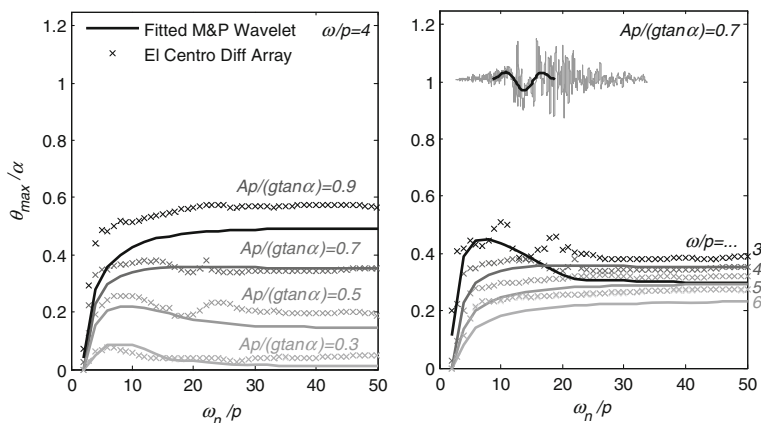 Fitted M&P Wavelet
ω/p=4
El Centro Diff Array
1.2
1
0.8
0.6
0.4
0.2
0
θmax/α
Ap/(gtanα)=0.9
Ap/(gtanα)=0.7
Ap/(gtanα)=0.5
Ap/(gtanα)=0.3
0 10 20 30 40 50
ωn/p
Ap/(gtanα)=0.7
1.2
1
0.8
0.6
0.4
0.2
0
ω/p=... 3
4
5
6
0 10 20 30 40 50
ωn/p